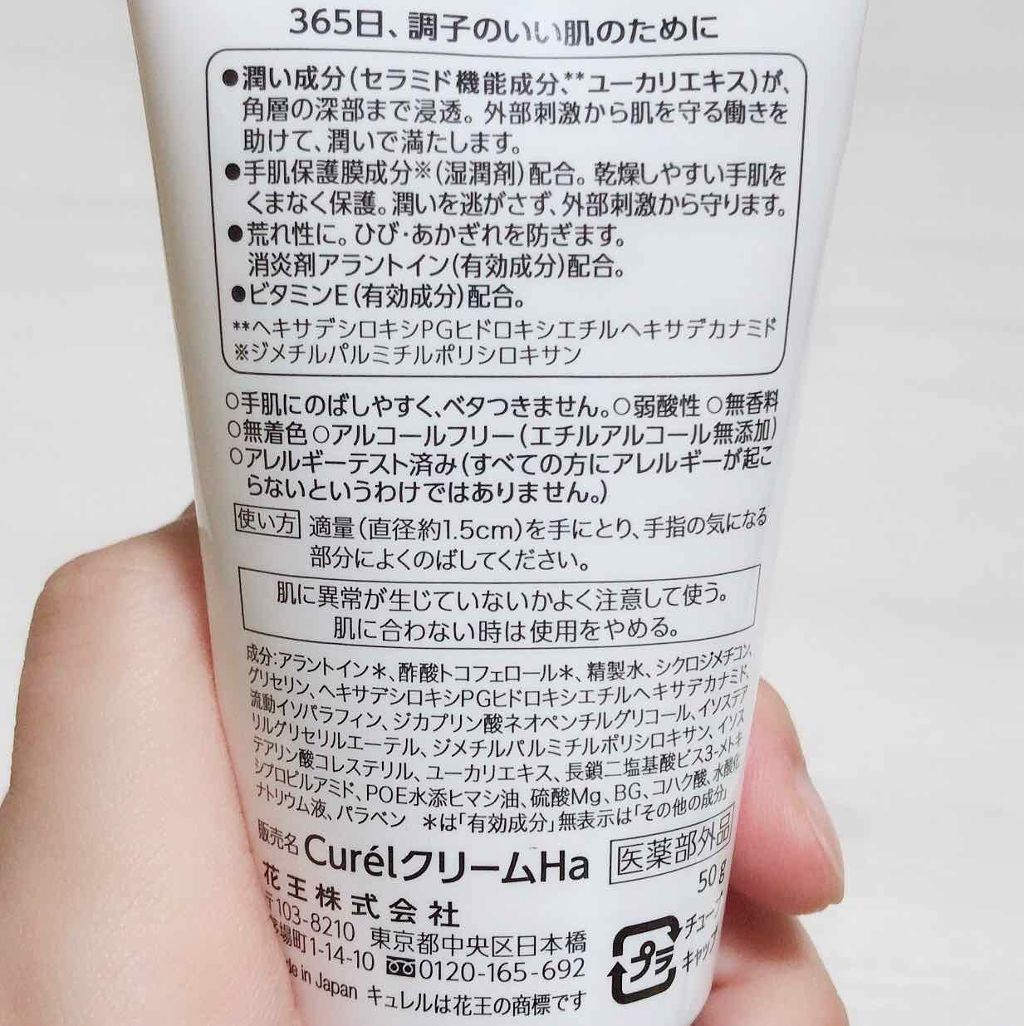 365日、調子のいい肌のために
●潤い成分(セラミド機能成分、**ユーカリエキス)が、
角層の深部まで浸透。外部刺激から肌を守る働きを
助けて、潤いで満たします。
●手肌保護膜成分※(湿潤剤)配合。乾燥しやすい手肌を
くまなく保護。潤いを逃がさず、外部刺激から守ります。
●荒れ性に。ひび・あかぎれを防ぎます。
消炎剤アラントイン(有効成分)配合。
●ビタミンE(有効成分)配合。
**ヘキサデシロキシPGヒドロキシエチルヘキサデカナミド
※ジメチルパルミチルポリシロキサン
○手肌にのばしやすく、ベタつきません。○弱酸性 ○無香料
○無着色 ○アルコールフリー(エチルアルコール無添加)
○アレルギーテスト済み(すべての方にアレルギーが起こ
らないというわけではありません。)
使い方 適量(直径約1.5cm)を手にとり、手指の気になる
部分によくのばしてください。
肌に異常が生じていないかよく注意して使う。
肌に合わない時は使用をやめる。
成分:アラントイン*、酢酸トコフェロール*、精製水、シクロジメチコン、
グリセリン、ヘキサデシロキシPGヒドロキシエチルヘキサデカナミド、
流動イソパラフィン、ジカプリン酸ネオペンチルグリコール、イソステア
リルグリセリルエーテル、ジメチルパルミチルポリシロキサン、イソス
テアリン酸コレステリル、ユーカリエキス、長鎖二塩基酸ビス3-メトキ
シプロピルアミド、POE水添ヒマシ油、硫酸Mg、BG、コハク酸、水酸化
ナトリウム液、パラベン *は「有効成分」無表示は「その他の成分」
販売名 CurélクリームHa 医薬部外品
花王株式会社 50g
〒103-8210 東京都中央区日本橋
場町1-14-10 0120-165-692
in Japan キュレルは花王の商標です
プラ
チュー
キャップ